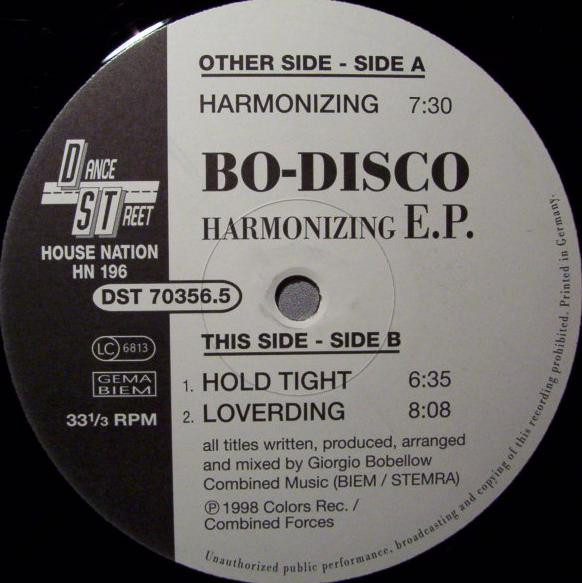 OTHER SIDE - SIDE A
HARMONIZING 7:30
BO-DISCO
HARMONIZING E.P.
DANCE
STREET
HOUSE NATION
HN 196
DST 70356.5
LC 6813
GEMA
BIEM
33 1/3 RPM
THIS SIDE - SIDE B
1. HOLD TIGHT 6:35
2. LOVERDING 8:08
all titles written, produced, arranged
and mixed by Giorgio Bobellow
Combined Music (BIEM / STEMRA)
℗ 1998 Colors Rec. /
Combined Forces
Unauthorized public performance, broadcasting and copying of this recording prohibited. Printed in Germany.